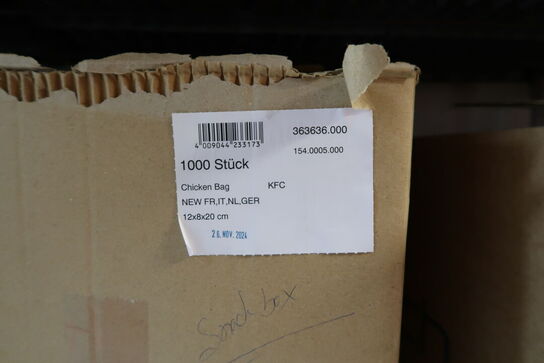 363636.000
4 009044 233173
154.0005.000
1000 Stück
Chicken Bag KFC
NEW FR,IT,NL,GER
12x8x20 cm
26. NOV. 2024
box